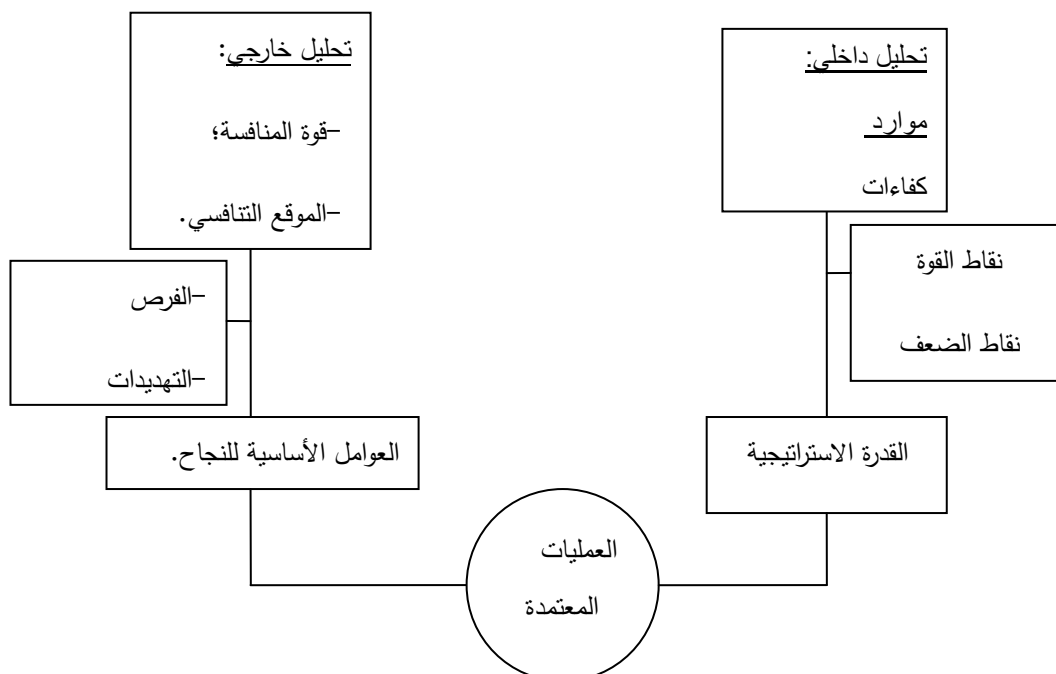 تحليل داخلي:
موارد
كفاءات
نقاط القوة
نقاط الضعف
القدرة الاستراتيجية
تحليل خارجي:
-قوة المنافسة؛
-الموقع التنافسي.
-الفرص
-التهديدات
العوامل الأساسية للنجاح.
العمليات
المعتمدة